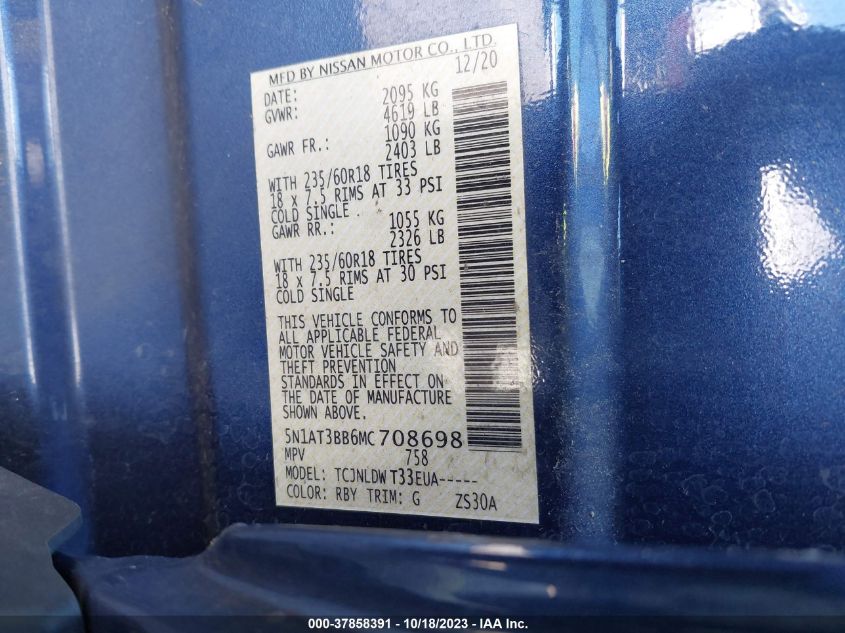 MFD BY NISSAN MOTOR CO., LTD.
DATE: 12/20
GVWR: 2095 KG
4619 LB
GAWR FR.: 1090 KG
2403 LB
WITH 235/60R18 TIRES
18 x 7.5 RIMS AT 33 PSI
COLD SINGLE
GAWR RR.: 1055 KG
2326 LB
WITH 235/60R18 TIRES
18 x 7.5 RIMS AT 30 PSI
COLD SINGLE
THIS VEHICLE CONFORMS TO
ALL APPLICABLE FEDERAL
MOTOR VEHICLE SAFETY AND
THEFT PREVENTION
STANDARDS IN EFFECT ON
THE DATE OF MANUFACTURE
SHOWN ABOVE.
5N1AT3BB6MC708698
MPV 758
MODEL: TCJNLDW T33EUA-----
COLOR: RBY TRIM: G ZS30A
000-37858391 - 10/18/2023 - IAA Inc.